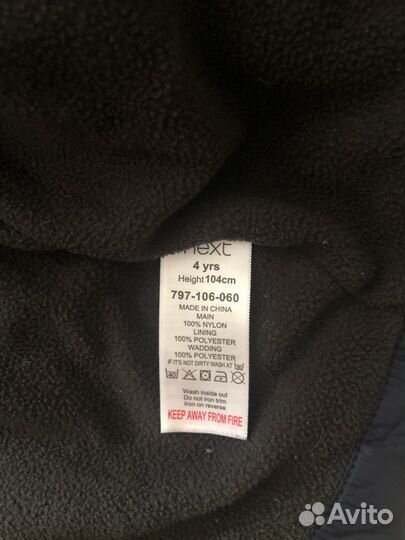 next
4 yrs
Height 104cm
797-106-060
MADE IN CHINA
MAIN
100% NYLON
LINING
100% POLYESTER
WADDING
100% POLYESTER
IF IT'S NOT DIRTY WASH AT 30
40
Wash inside out
Do not iron trim
Iron on reverse
KEEP AWAY FROM FIRE
Avito